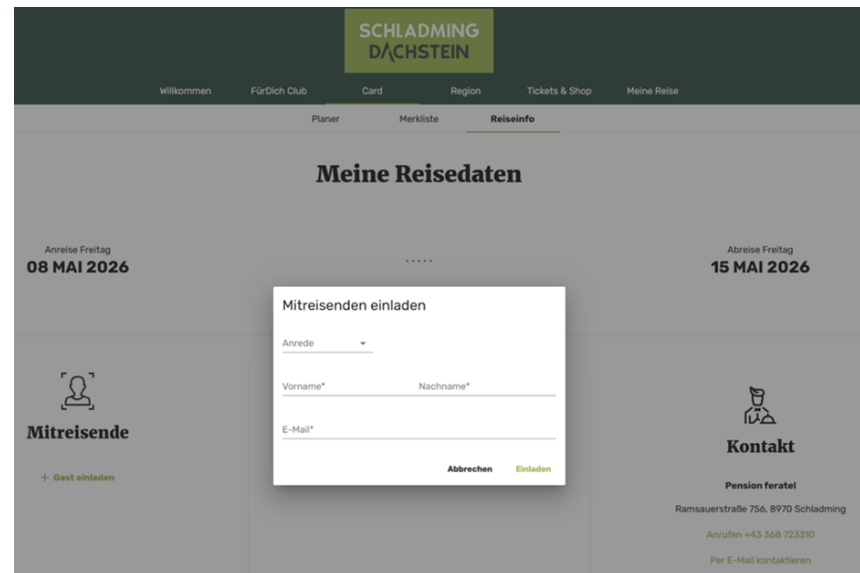 SCHLADMING
DACHSTEIN
Willkommen FürDich Club Card Region Tickets & Shop Meine Reise
Planer Merkliste Reiseinfo
Meine Reisedaten
Anreise Freitag
08 MAI 2026
.....
Abreise Freitag
15 MAI 2026
Mitreisenden einladen
Anrede
Vorname* Nachname*
E-Mail*
Abbrechen Einladen
Mitreisende
+ Gast einladen
Kontakt
Pension feratel
Ramsauerstraße 756, 8970 Schladming
Anrufen +43 368 723310
Per E-Mail kontaktieren